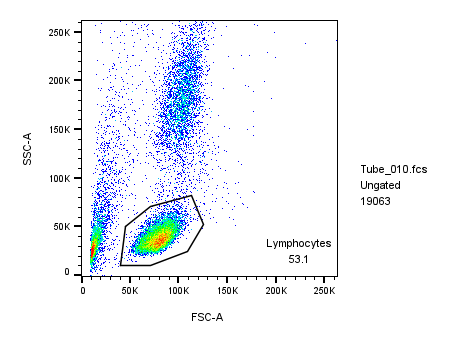 250K
200K
150K
100K
50K
0
SSC-A
Lymphocytes
53.1
0 50K 100K 150K 200K 250K
FSC-A
Tube_010.fcs
Ungated
19063